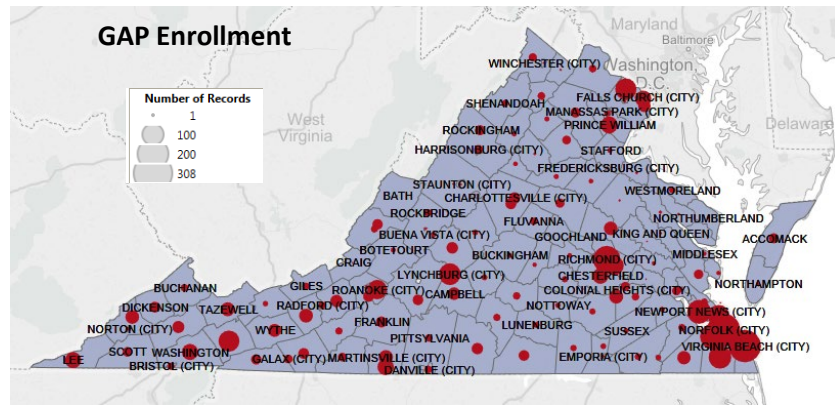 GAP Enrollment
Maryland
Baltimore
Washington,
D.C.
West
Virginia
Delaware
Number of Records
1
100
200
308
WINCHESTER (CITY)
SHENANDOAH
FALLS CHURCH (CITY)
MANASSAS PARK (CITY)
PRINCE WILLIAM
ROCKINGHAM
HARRISONBURG (CITY)
STAFFORD
FREDERICKSBURG (CITY)
STAUNTON (CITY)
WESTMORELAND
BATH
CHARLOTTESVILLE (CITY)
ROCKBRIDGE
FLUVANNA
NORTHUMBERLAND
BUENA VISTA (CITY)
GOOCHLAND
KING AND QUEEN
ACCOMACK
BOTETOURT
BUCKINGHAM
RICHMOND (CITY)
MIDDLESEX
CRAIG
LYNCHBURG (CITY)
CHESTERFIELD
NORTHAMPTON
BUCHANAN
GILES
ROANOKE (CITY)
CAMPBELL
COLONIAL HEIGHTS (CITY)
DICKENSON
TAZEWELL
RADFORD (CITY)
NOTTOWAY
NEWPORT NEWS (CITY)
NORTON (CITY)
WYTHE
FRANKLIN
LUNENBURG
SUSSEX
NORFOLK (CITY)
PITTSYLVANIA
VIRGINIA BEACH (CITY)
LEE
SCOTT
WASHINGTON
GALAX (CITY)
MARTINSVILLE (CITY)
EMPORIA (CITY)
BRISTOL (CITY)
DANVILLE (CITY)